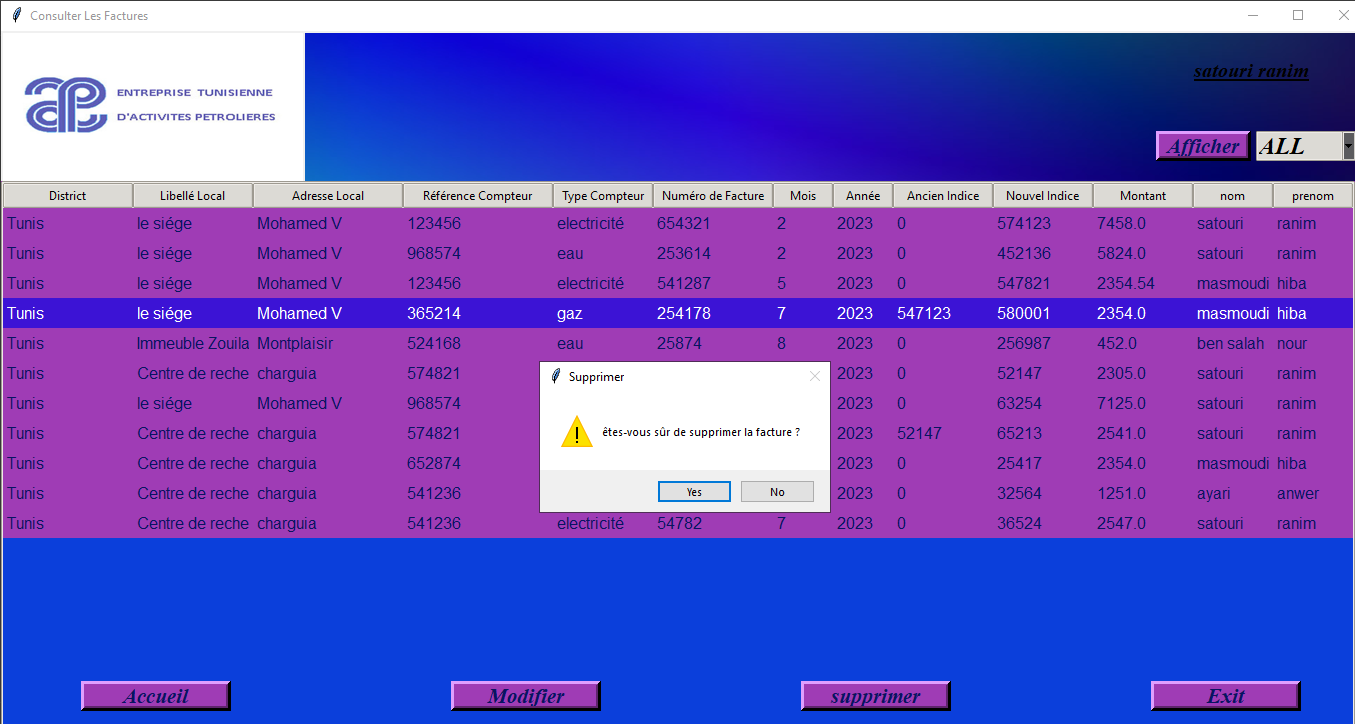 Consulter Les Factures
ENTREPRISE TUNISIENNE
D'ACTIVITES PETROLIERES
satouri ranim
Afficher ALL
District Libellé Local Adresse Local Référence Compteur Type Compteur Numéro de Facture Mois Année Ancien Indice Nouvel Indice Montant nom prenom
Tunis le siége Mohamed V 123456 electricité 654321 2 2023 0 574123 7458.0 satouri ranim
Tunis le siége Mohamed V 968574 eau 253614 2 2023 0 452136 5824.0 satouri ranim
Tunis le siége Mohamed V 123456 electricité 541287 5 2023 0 547821 2354.54 masmoudi hiba
Tunis le siége Mohamed V 365214 gaz 254178 7 2023 547123 580001 2354.0 masmoudi hiba
Tunis Immeuble Zouila Montplaisir 524168 eau 25874 8 2023 0 256987 452.0 ben salah nour
Tunis Centre de reche charguia 574821 2023 0 52147 2305.0 satouri ranim
Tunis le siége Mohamed V 968574 2023 0 63254 7125.0 satouri ranim
Tunis Centre de reche charguia 574821 2023 52147 65213 2541.0 satouri ranim
Tunis Centre de reche charguia 652874 2023 0 25417 2354.0 masmoudi hiba
Tunis Centre de reche charguia 541236 2023 0 32564 1251.0 ayari anwer
Tunis Centre de reche charguia 541236 electricité 54782 7 2023 0 36524 2547.0 satouri ranim
Supprimer
êtes-vous sûr de supprimer la facture ?
Yes No
Accueil Modifier supprimer Exit